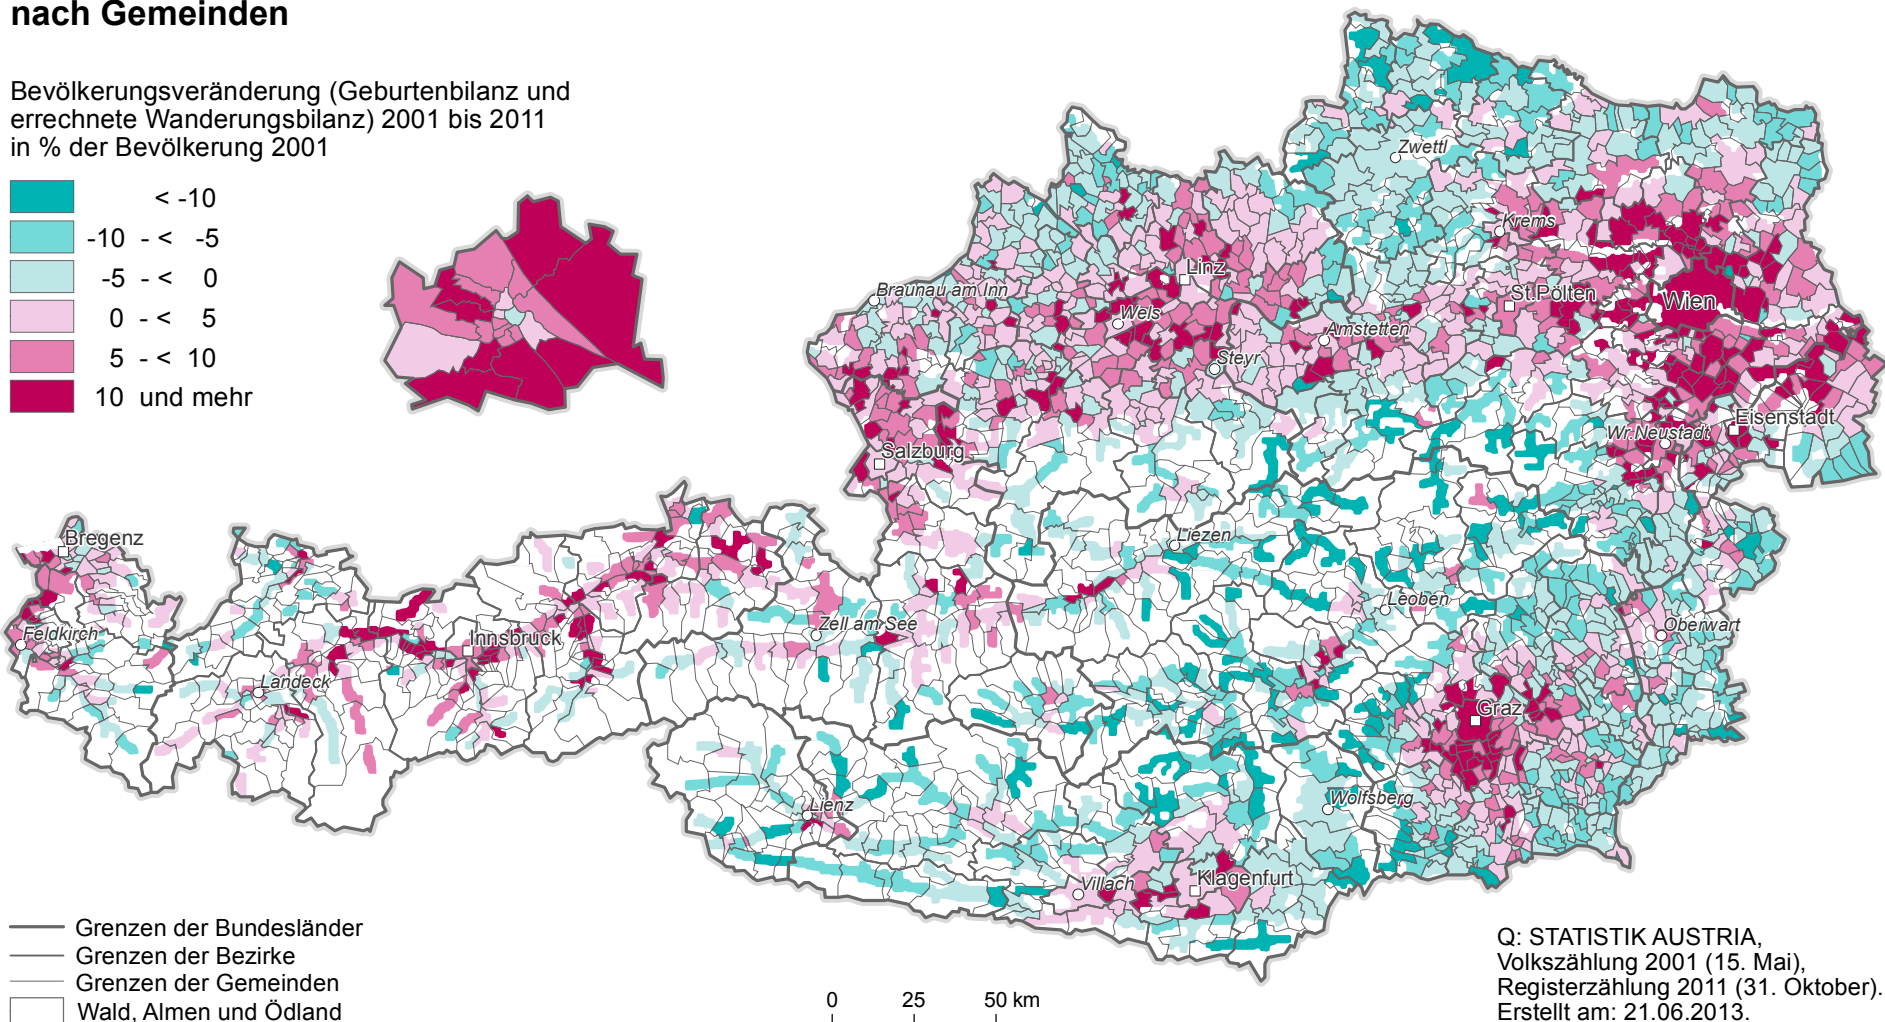 nach Gemeinden
Bevölkerungsveränderung (Geburtenbilanz und
errechnete Wanderungsbilanz) 2001 bis 2011
in % der Bevölkerung 2001
< -10
-10 - < -5
-5 - < 0
0 - < 5
5 - < 10
10 und mehr
Zwettl
Krems
Linz
Braunau am Inn
St.Pölten
Wien
Wels
Amstetten
Steyr
Eisenstadt
Wr.Neustadt
Salzburg
Bregenz
Liezen
Leoben
Zell am See
Oberwart
Feldkirch
Innsbruck
Landeck
Graz
Wolfsberg
Lienz
Villach
Klagenfurt
Grenzen der Bundesländer
Grenzen der Bezirke
Grenzen der Gemeinden
Wald, Almen und Ödland
0 25 50 km
Q: STATISTIK AUSTRIA,
Volkszählung 2001 (15. Mai),
Registerzählung 2011 (31. Oktober).
Erstellt am: 21.06.2013.